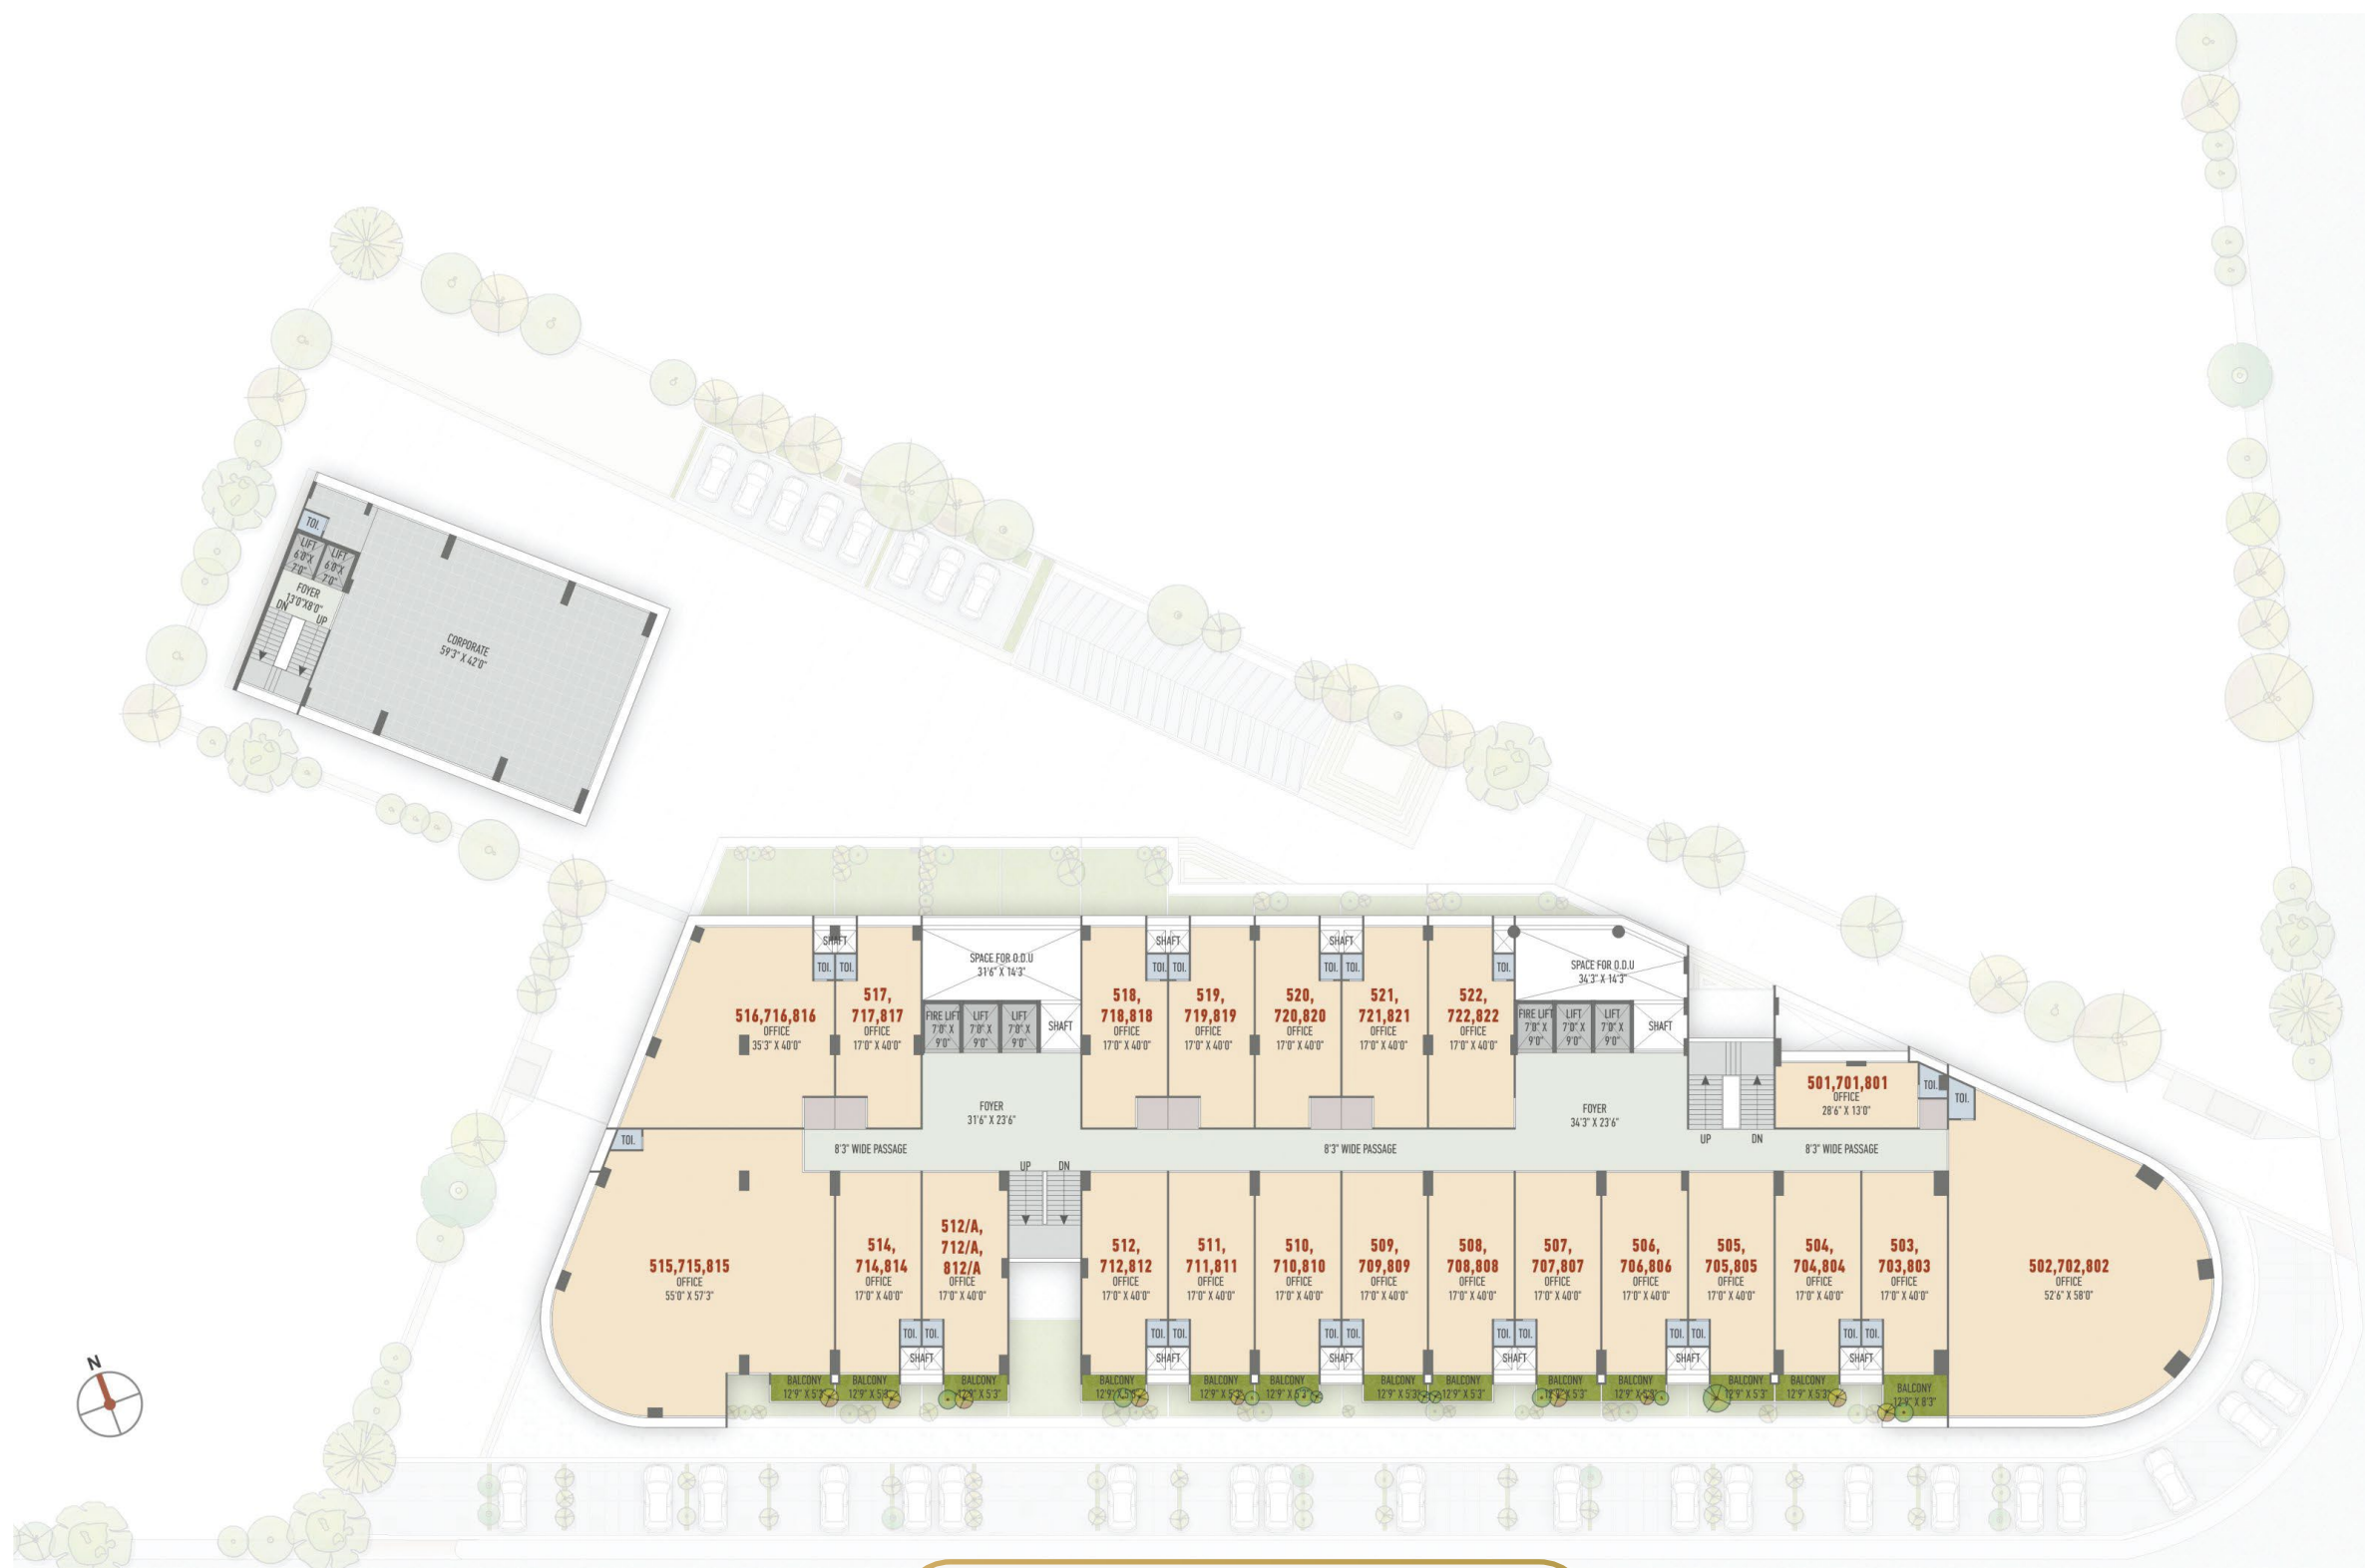 TOI.
LIFT
6'0"X
7'0"
LIFT
6'0"X
7'0"
FOYER
13'0"X8'0"
DN
UP
CORPORATE
59'3" X 42'0"
SHAFT
TOI.
TOI.
516,716,816
OFFICE
35'3" X 40'0"
517,
717,817
OFFICE
17'0" X 40'0"
SPACE FOR O.D.U
31'6" X 14'3"
FIRE LIFT
7'0" X
9'0"
LIFT
7'0" X
9'0"
LIFT
7'0" X
9'0"
SHAFT
FOYER
31'6" X 23'6"
SHAFT
TOI.
TOI.
518,
718,818
OFFICE
17'0" X 40'0"
519,
719,819
OFFICE
17'0" X 40'0"
SHAFT
TOI.
TOI.
520,
720,820
OFFICE
17'0" X 40'0"
521,
721,821
OFFICE
17'0" X 40'0"
TOI.
522,
722,822
OFFICE
17'0" X 40'0"
SPACE FOR O.D.U
34'3" X 14'3"
FIRE LIFT
7'0" X
9'0"
LIFT
7'0" X
9'0"
LIFT
7'0" X
9'0"
SHAFT
FOYER
34'3" X 23'6"
UP
DN
501,701,801
OFFICE
28'6" X 13'0"
TOI.
TOI.
TOI.
8'3" WIDE PASSAGE
8'3" WIDE PASSAGE
8'3" WIDE PASSAGE
UP
DN
515,715,815
OFFICE
55'0" X 57'3"
514,
714,814
OFFICE
17'0" X 40'0"
512/A,
712/A,
812/A
OFFICE
17'0" X 40'0"
512,
712,812
OFFICE
17'0" X 40'0"
511,
711,811
OFFICE
17'0" X 40'0"
510,
710,810
OFFICE
17'0" X 40'0"
509,
709,809
OFFICE
17'0" X 40'0"
508,
708,808
OFFICE
17'0" X 40'0"
507,
707,807
OFFICE
17'0" X 40'0"
506,
706,806
OFFICE
17'0" X 40'0"
505,
705,805
OFFICE
17'0" X 40'0"
504,
704,804
OFFICE
17'0" X 40'0"
503,
703,803
OFFICE
17'0" X 40'0"
502,702,802
OFFICE
52'6" X 58'0"
TOI.
TOI.
SHAFT
TOI.
TOI.
SHAFT
TOI.
TOI.
SHAFT
TOI.
TOI.
SHAFT
TOI.
TOI.
SHAFT
TOI.
TOI.
SHAFT
BALCONY
12'9" X 5'3"
BALCONY
12'9" X
BALCONY
12'9" X 5'3"
BALCONY
12'9" X
BALCONY
12'9" X
BALCONY
12'9" X
BALCONY
12'9" X 5'3"
BALCONY
12'9" X 5'3"
BALCONY
12'9" X 5'3"
BALCONY
12'9" X
BALCONY
12'9" X 5'3"
BALCONY
12'9" X 5'3"
BALCONY
12'9" X 8'3"
N